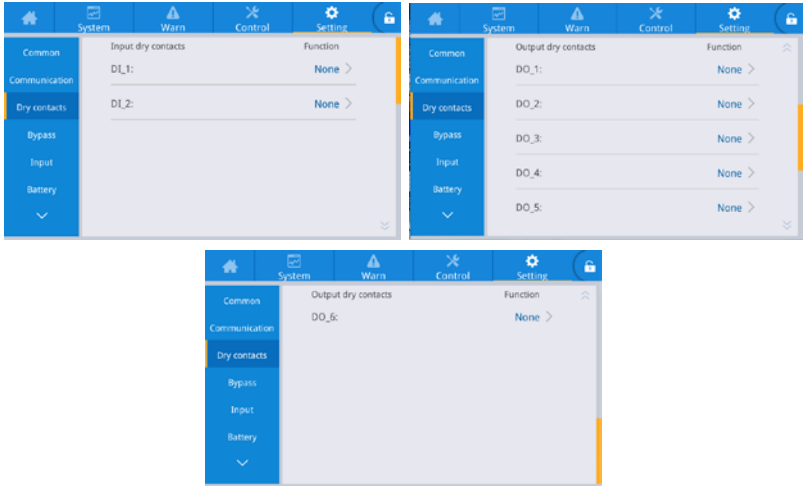 System Warn Control Setting
Common
Communication
Dry contacts
Bypass
Input
Battery
Input dry contacts Function
DI_1: None
DI_2: None
System Warn Control Setting
Common
Communication
Dry contacts
Bypass
Input
Battery
Output dry contacts Function
DO_1: None
DO_2: None
DO_3: None
DO_4: None
DO_5: None
System Warn Control Setting
Common
Communication
Dry contacts
Bypass
Input
Battery
Output dry contacts Function
DO_6: None